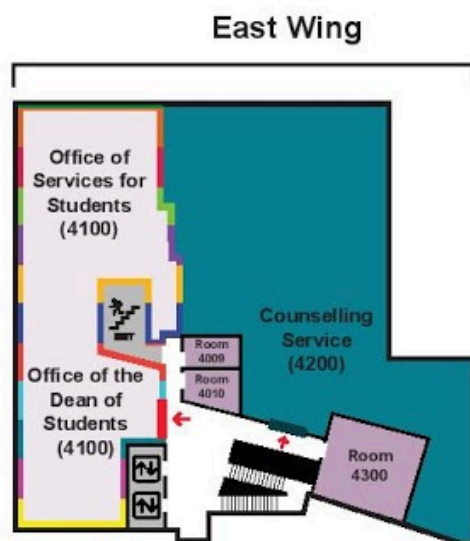 East Wing
Office of
Services for
Students
(4100)
EXIT
Counselling
Service
(4200)
Room
4009
Room
4010
Office of the
Dean of
Students
(4100)
Room
4300